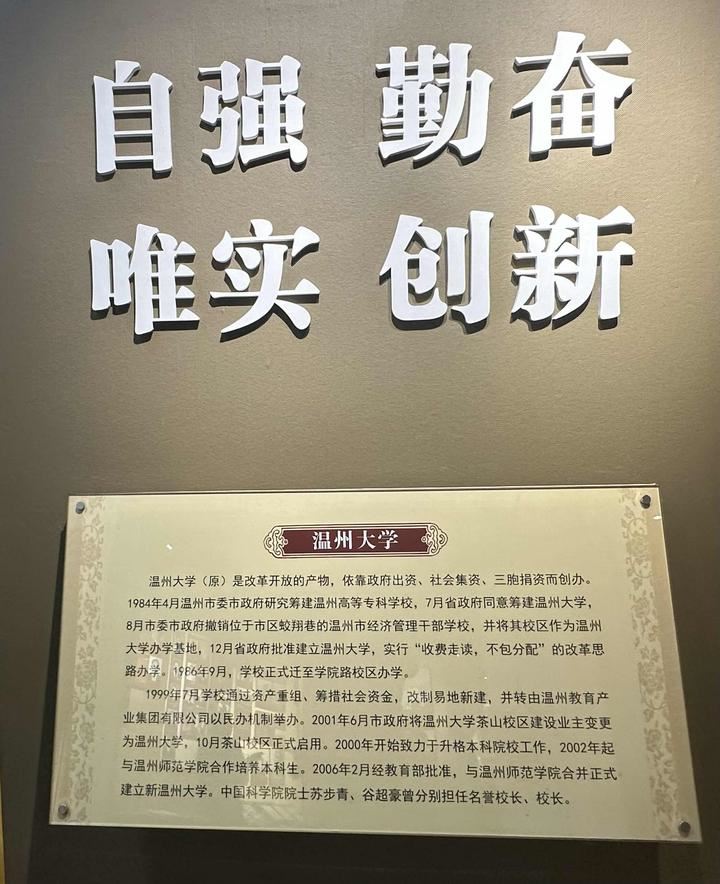 自强 勤奋
唯实 创新
温州大学
温州大学（原）是改革开放的产物，依靠政府出资、社会集资、三胞捐资而创办。
1984年4月温州市委市政府研究筹建温州高等专科学校，7月省政府同意筹建温州大学，
8月市委市政府撤销位于市区蛟翔巷的温州市经济管理干部学校，并将其校区作为温州
大学办学基地，12月省政府批准建立温州大学，实行“收费走读，不包分配”的改革思
路办学。1986年9月，学校正式迁至学院路校区办学。
1999年7月学校通过资产重组、筹措社会资金，改制易地新建，并转由温州教育产
业集团有限公司以民办机制举办。2001年6月市政府将温州大学茶山校区建设业主变更
为温州大学，10月茶山校区正式启用。2000年开始致力于升格本科院校工作，2002年起
与温州师范学院合作培养本科生。2006年2月经教育部批准，与温州师范学院合并正式
建立新温州大学。中国科学院院士苏步青、谷超豪曾分别担任名誉校长、校长。